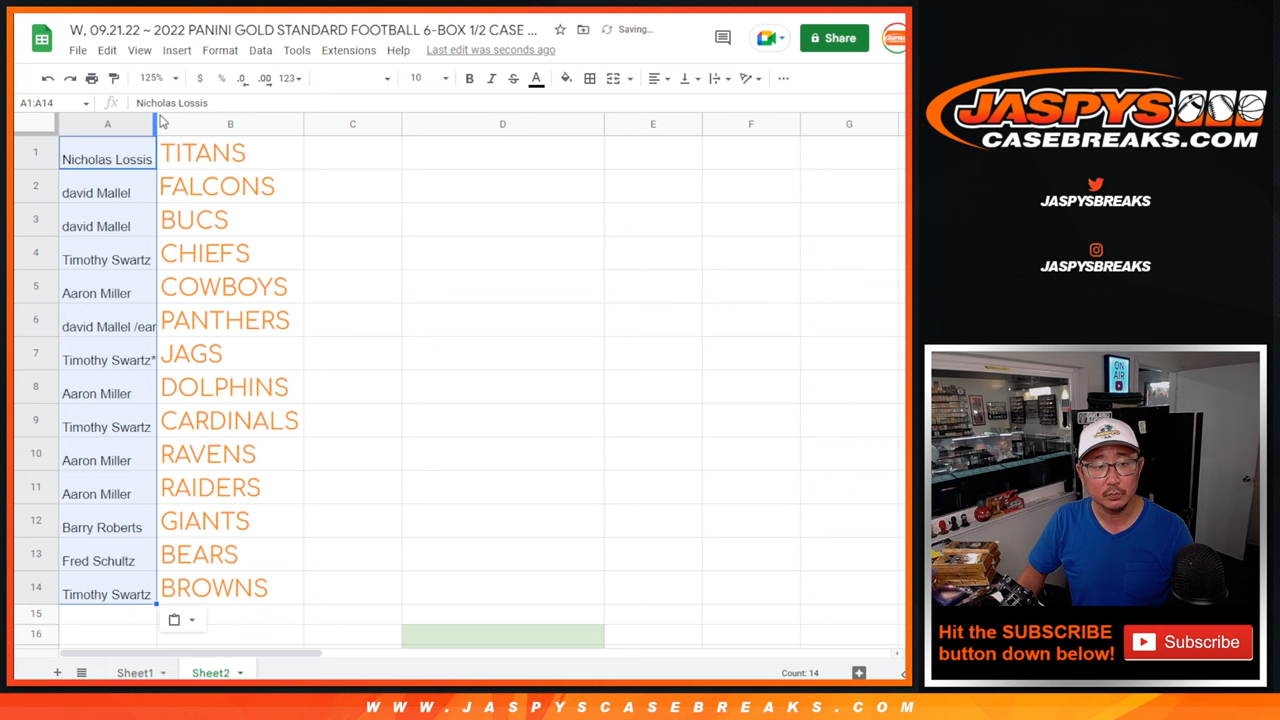 W, 09.21.22 ~ 2022 PANINI GOLD STANDARD FOOTBALL 6-BOX 1/2 CASE ...
Saving...
File Edit View Insert Format Data Tools Extensions Help Last edit was seconds ago
Share
125% $ % .0 .00 123 10 B I S A
A1:A14 fx Nicholas Lossis
A B C D E F G
1 Nicholas Lossis TITANS
2 david Mallel FALCONS
3 david Mallel BUCS
4 Timothy Swartz CHIEFS
5 Aaron Miller COWBOYS
6 david Mallel /ear PANTHERS
7 Timothy Swartz* JAGS
8 Aaron Miller DOLPHINS
9 Timothy Swartz CARDINALS
10 Aaron Miller RAVENS
11 Aaron Miller RAIDERS
12 Barry Roberts GIANTS
13 Fred Schultz BEARS
14 Timothy Swartz BROWNS
15
16
Sheet1 Sheet2 Count: 14
JASPYS
CASEBREAKS.COM
JASPYSBREAKS
JASPYSBREAKS
ON
AIR
Hit the SUBSCRIBE
button down below!
Subscribe
WWW.JASPYSCASEBREAKS.COM